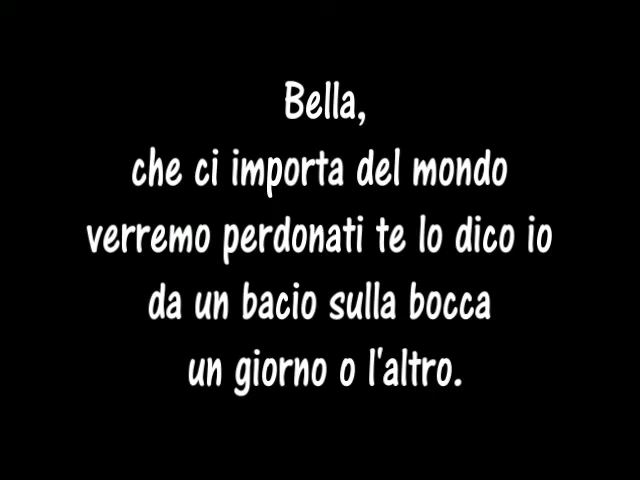 Bella,
che ci importa del mondo
verremo perdonati te lo dico io
da un bacio sulla bocca
un giorno o l'altro.